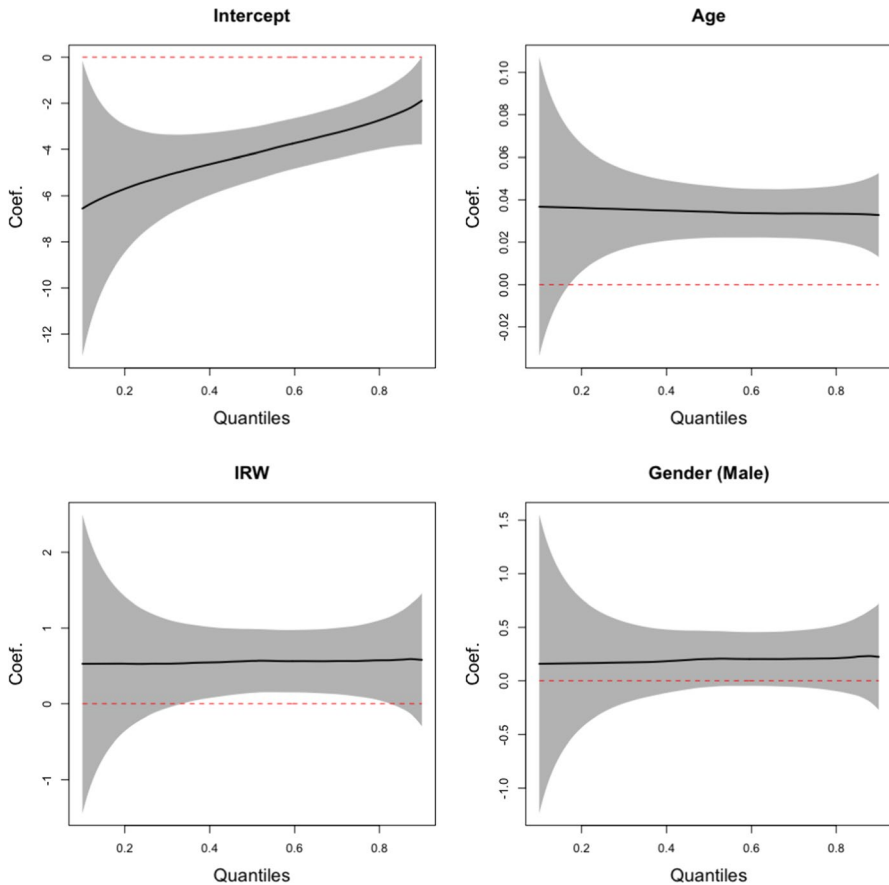 Intercept
Coef.
0
-2
-4
-6
-8
-10
-12
0.2 0.4 0.6 0.8
Quantiles
Age
Coef.
0.10
0.08
0.06
0.04
0.02
0.00
-0.02
0.2 0.4 0.6 0.8
Quantiles
IRW
Coef.
2
1
0
-1
0.2 0.4 0.6 0.8
Quantiles
Gender (Male)
Coef.
1.5
1.0
0.5
0.0
-0.5
-1.0
0.2 0.4 0.6 0.8
Quantiles